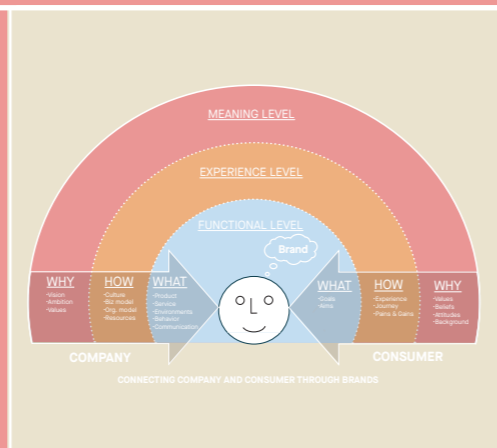 MEANING LEVEL
EXPERIENCE LEVEL
FUNCTIONAL LEVEL
Brand
WHY
•Vision
•Ambition
•Values
HOW
•Culture
•Biz model
•Org. model
•Resources
WHAT
•Product
•Service
•Environments
•Behavior
•Communication
WHAT
•Goals
•Aims
HOW
•Experience
•Journey
•Pains & Gains
WHY
•Values
•Beliefs
•Attitudes
•Background
COMPANY
CONSUMER
CONNECTING COMPANY AND CONSUMER THROUGH BRANDS